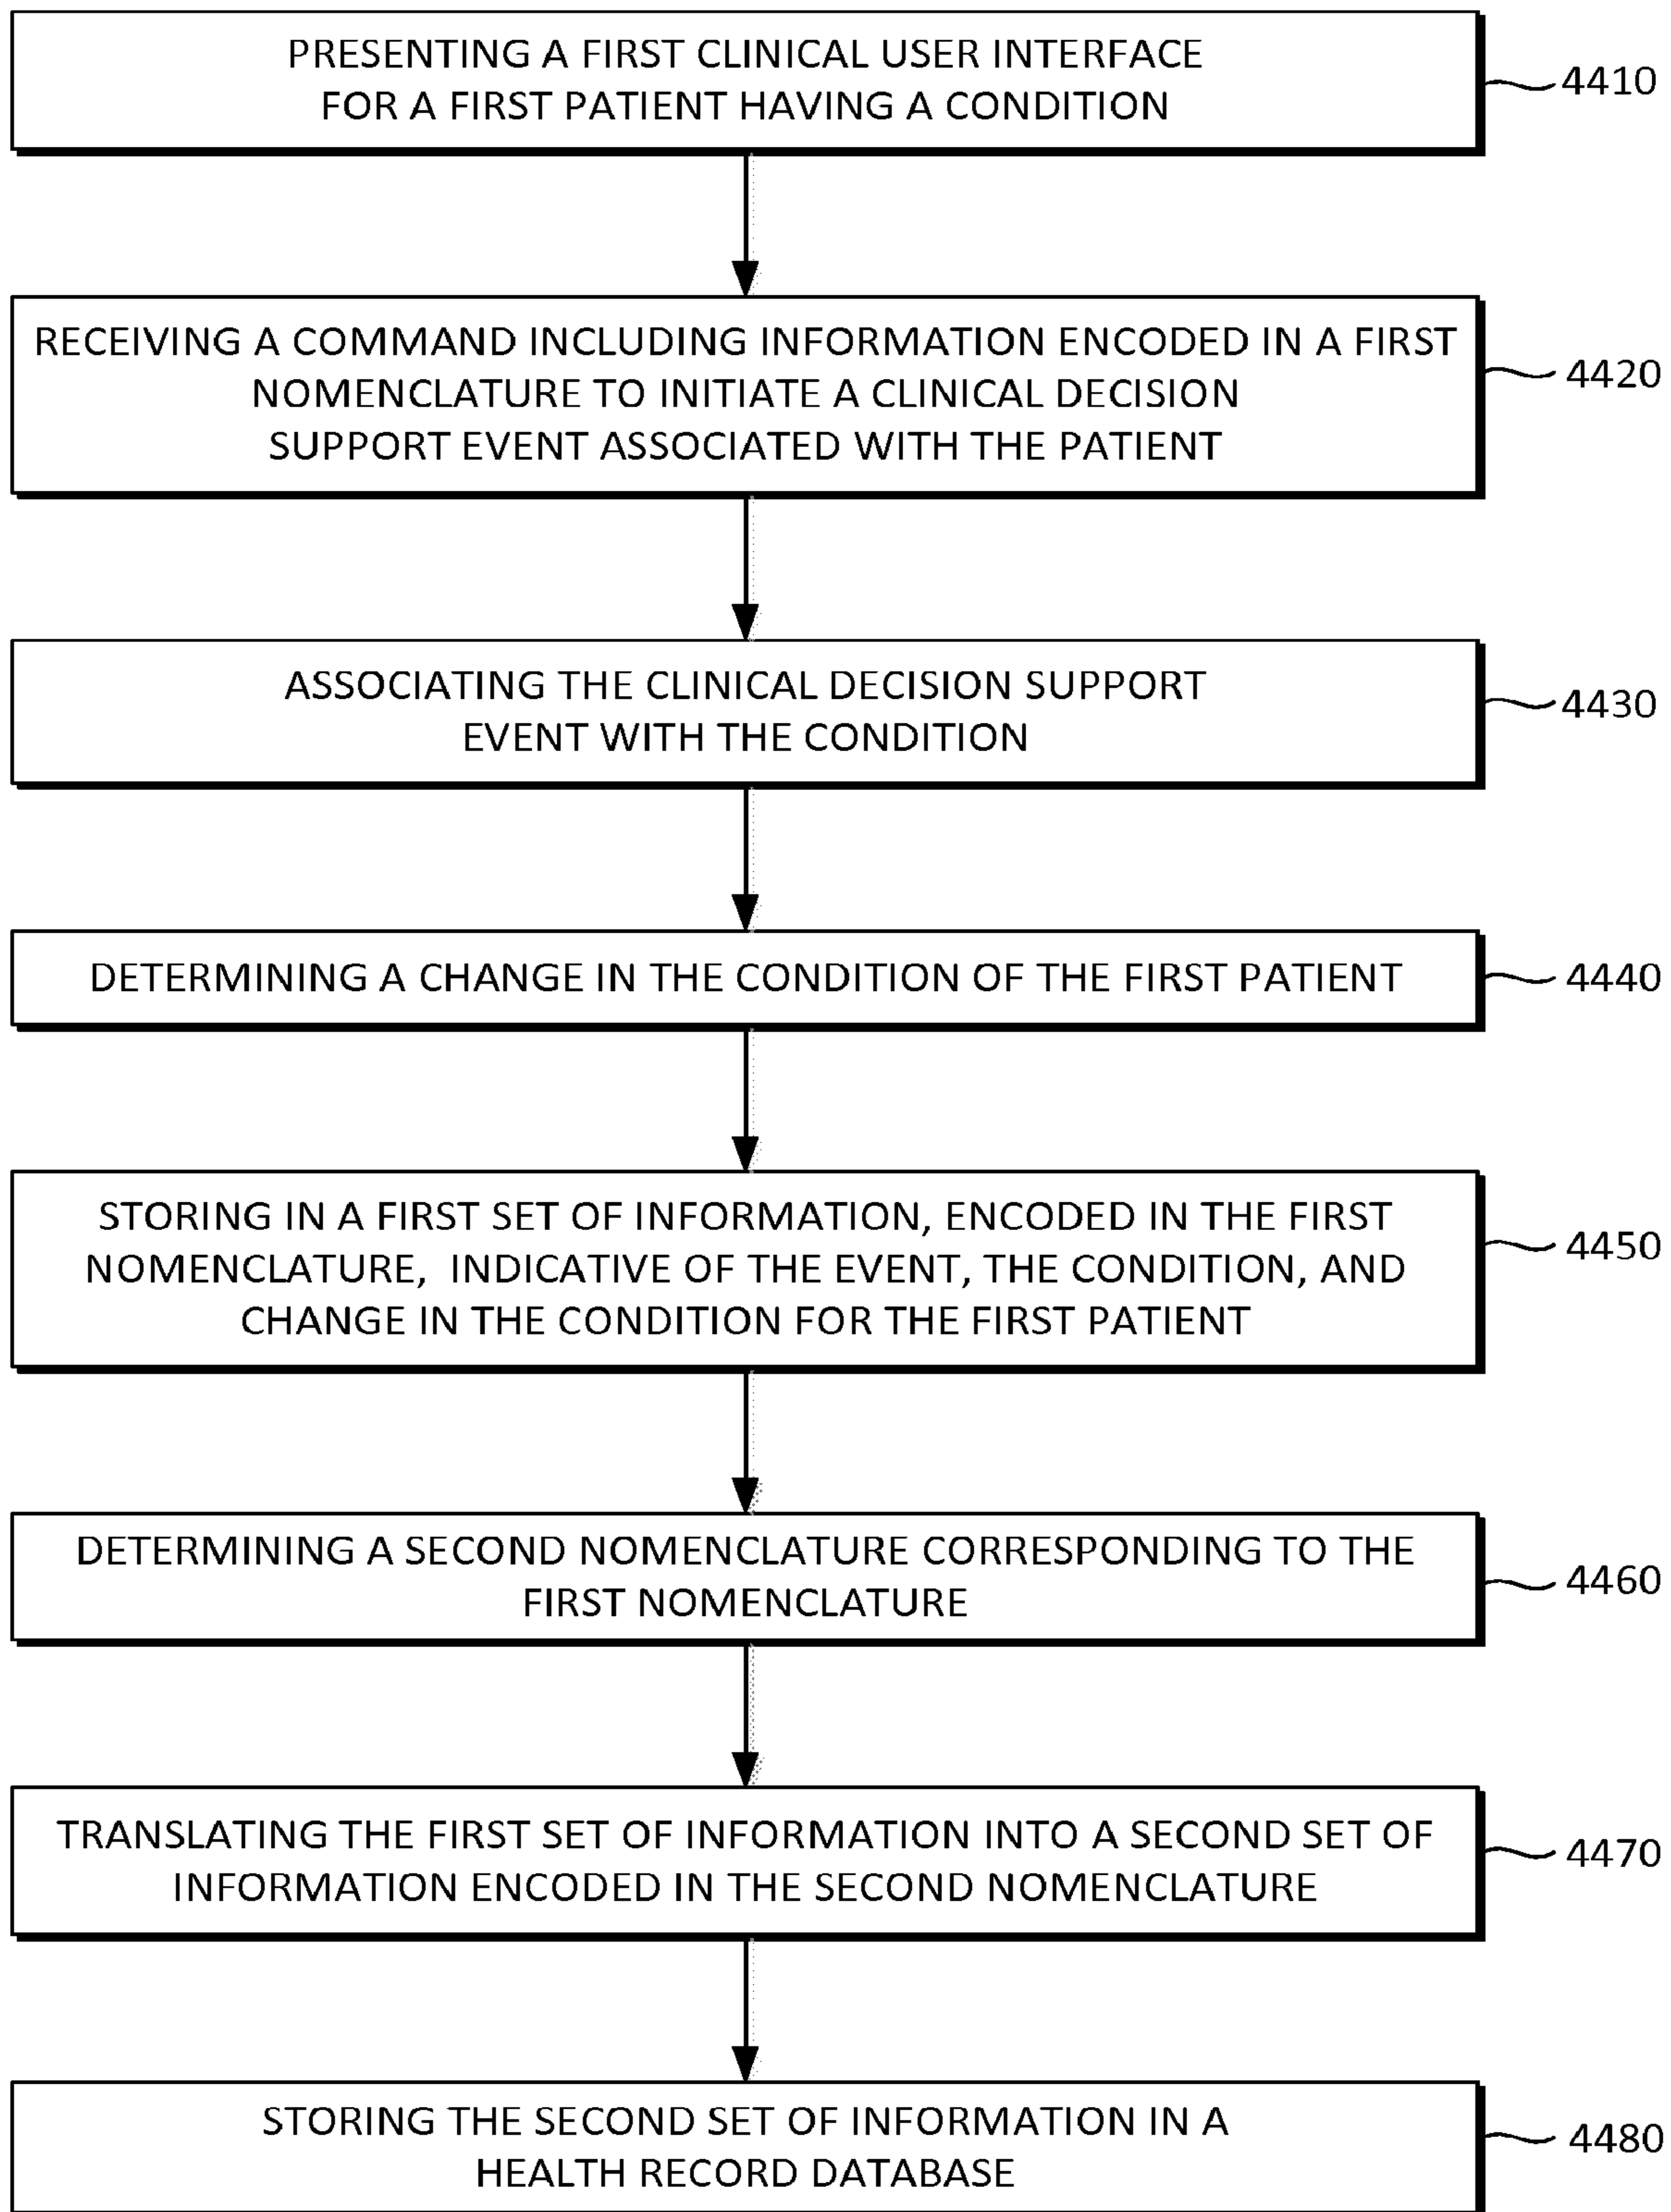 PRESENTING A FIRST CLINICAL USER INTERFACE
FOR A FIRST PATIENT HAVING A CONDITION
4410
RECEIVING A COMMAND INCLUDING INFORMATION ENCODED IN A FIRST
NOMENCLATURE TO INITIATE A CLINICAL DECISION
SUPPORT EVENT ASSOCIATED WITH THE PATIENT
4420
ASSOCIATING THE CLINICAL DECISION SUPPORT
EVENT WITH THE CONDITION
4430
DETERMINING A CHANGE IN THE CONDITION OF THE FIRST PATIENT
4440
STORING IN A FIRST SET OF INFORMATION, ENCODED IN THE FIRST
NOMENCLATURE, INDICATIVE OF THE EVENT, THE CONDITION, AND
CHANGE IN THE CONDITION FOR THE FIRST PATIENT
4450
DETERMINING A SECOND NOMENCLATURE CORRESPONDING TO THE
FIRST NOMENCLATURE
4460
TRANSLATING THE FIRST SET OF INFORMATION INTO A SECOND SET OF
INFORMATION ENCODED IN THE SECOND NOMENCLATURE
4470
STORING THE SECOND SET OF INFORMATION IN A
HEALTH RECORD DATABASE
4480